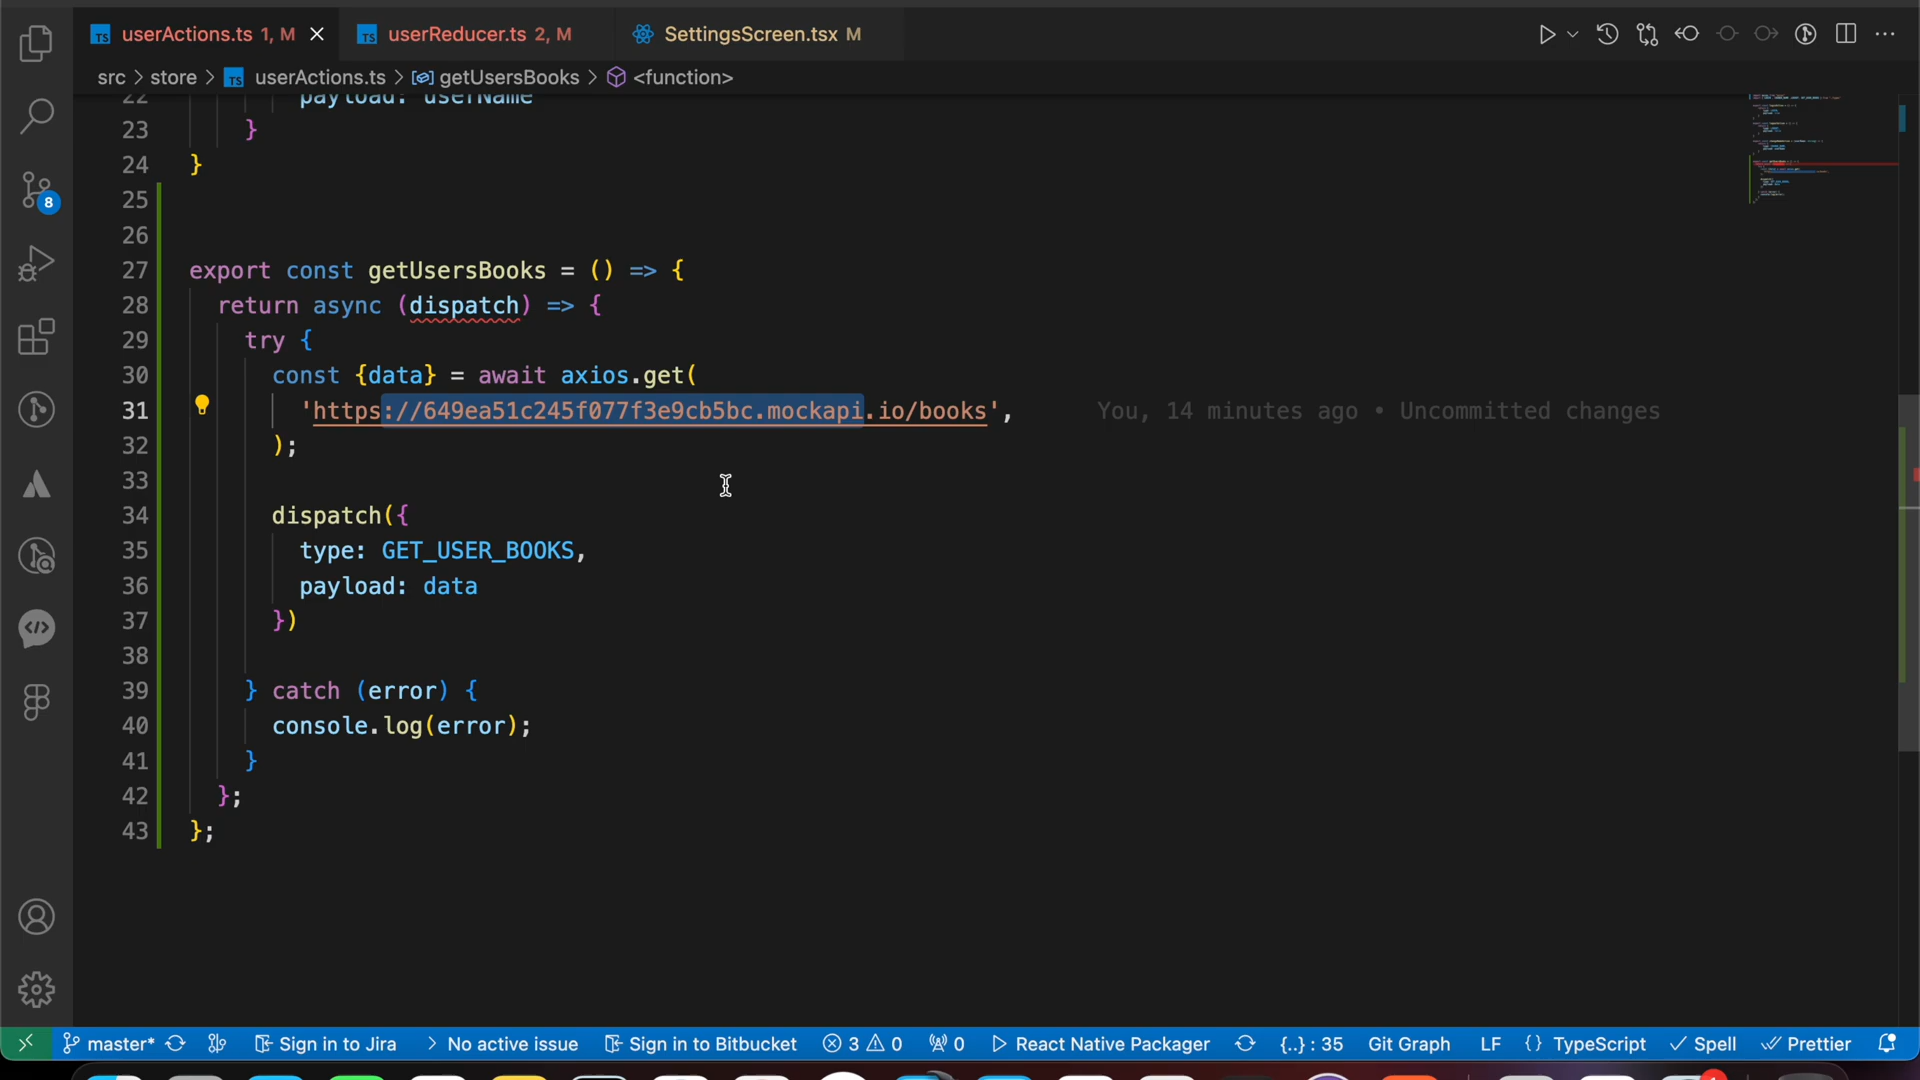 userActions.ts 1, M
userReducer.ts 2, M
SettingsScreen.tsx M
src > store > userActions.ts > getUsersBooks > <function>
22 payload: userName
23 }
24 }
25
26
27 export const getUsersBooks = () => {
28 return async (dispatch) => {
29 try {
30 const {data} = await axios.get(
31 'https://649ea51c245f077f3e9cb5bc.mockapi.io/books', You, 14 minutes ago • Uncommitted changes
32 );
33
34 dispatch({
35 type: GET_USER_BOOKS,
36 payload: data
37 })
38
39 } catch (error) {
40 console.log(error);
41 }
42 };
43 };
8
master* Sign in to Jira No active issue Sign in to Bitbucket 3 0 0 React Native Packager {..} : 35 Git Graph LF {} TypeScript Spell Prettier